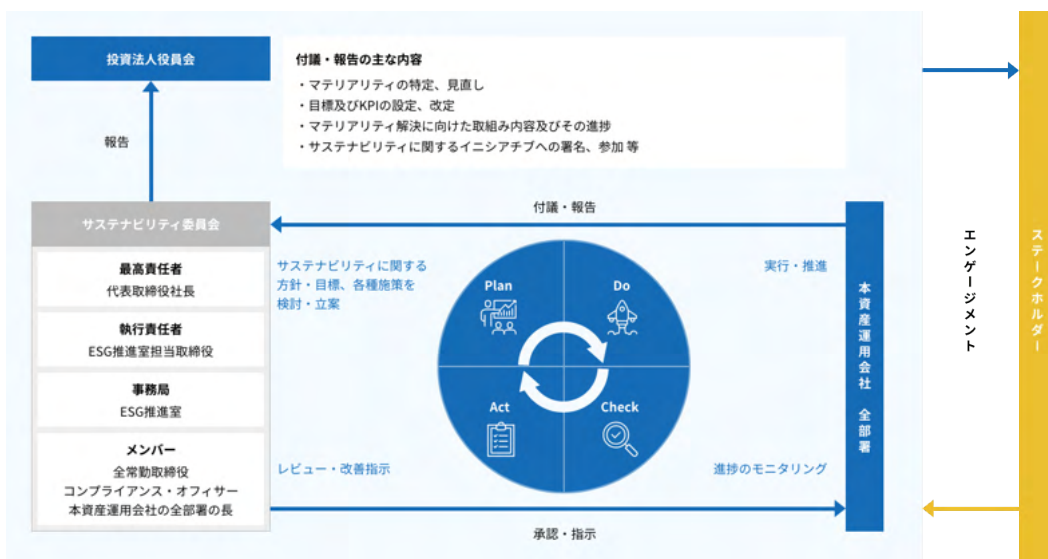 投資法人役員会
付議・報告の主な内容
・マテリアリティの特定、見直し
・目標及びKPIの設定、改定
・マテリアリティ解決に向けた取組み内容及びその進捗
・サステナビリティに関するイニシアチブへの署名、参加 等
報告
サステナビリティ委員会
最高責任者
代表取締役社長
執行責任者
ESG推進室担当取締役
事務局
ESG推進室
メンバー
全常勤取締役
コンプライアンス・オフィサー
本資産運用会社の全部署の長
付議・報告
サステナビリティに関する
方針・目標、各種施策を
検討・立案
Plan
Do
実行・推進
Act
Check
レビュー・改善指示
進捗のモニタリング
承認・指示
本資産運用会社 全部署
エンゲージメント
ステークホルダー